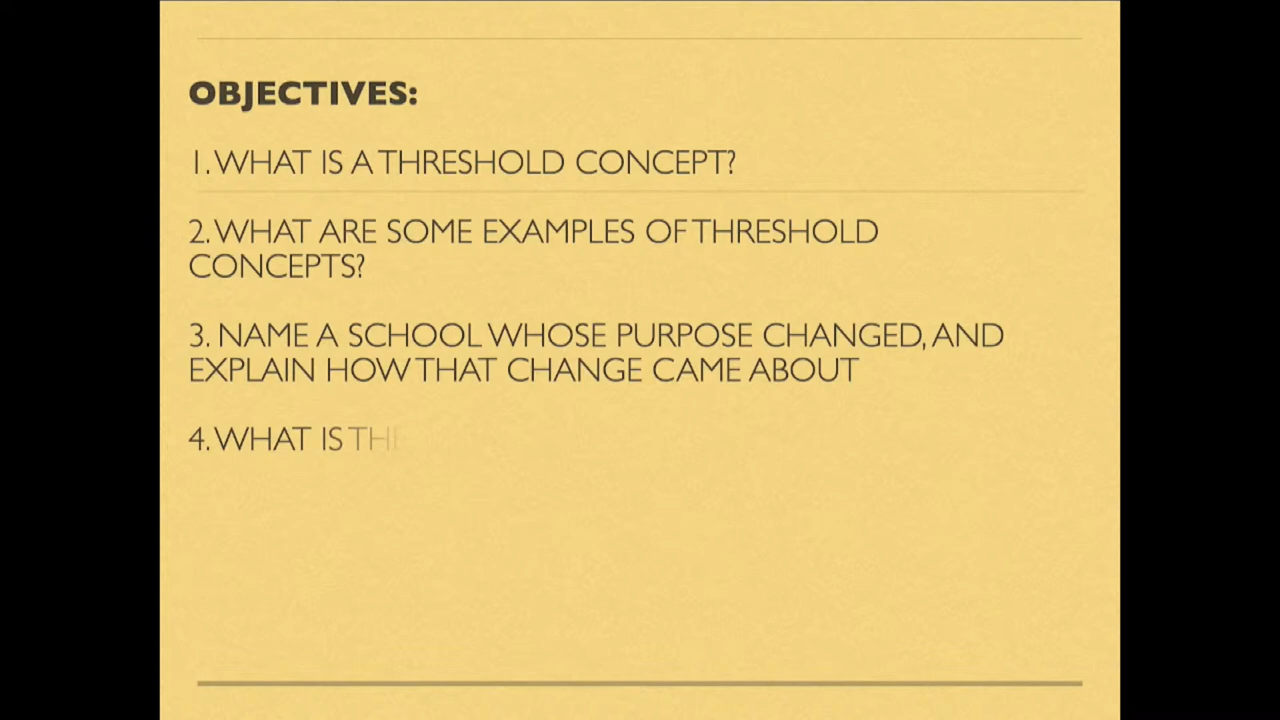 OBJECTIVES:
1. WHAT IS A THRESHOLD CONCEPT?
2. WHAT ARE SOME EXAMPLES OF THRESHOLD
CONCEPTS?
3. NAME A SCHOOL WHOSE PURPOSE CHANGED, AND
EXPLAIN HOW THAT CHANGE CAME ABOUT
4. WHAT IS THE